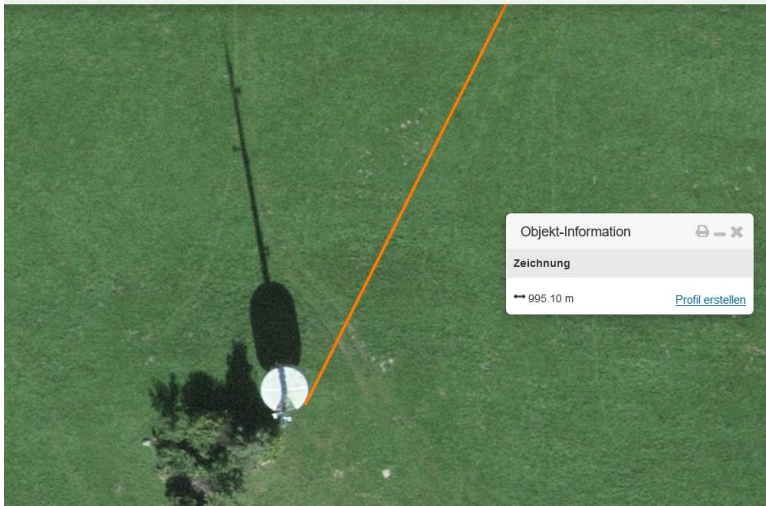 Objekt-Information
Zeichnung
995.10 m
Profil erstellen